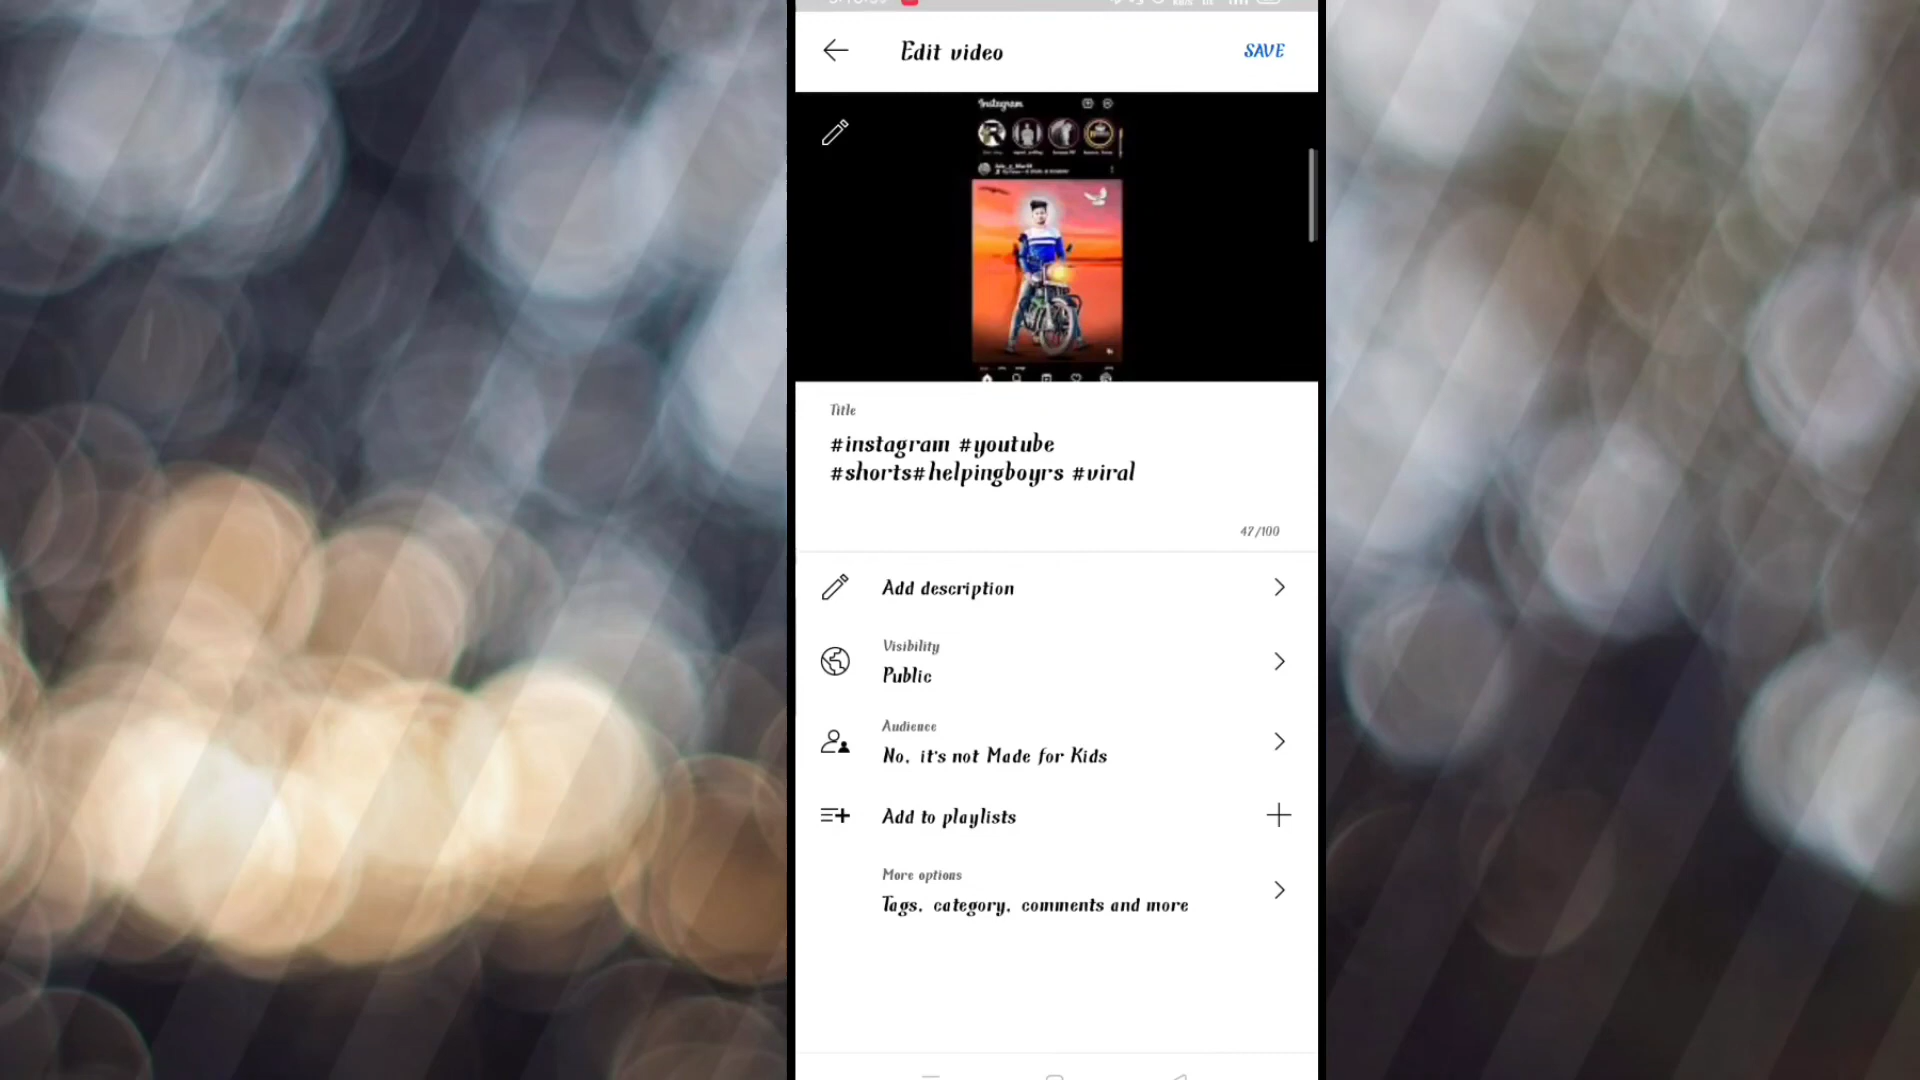 Edit video
SAVE
Instagram
Title
#instagram #youtube
#shorts#helpingboyrs #viral
47/100
Add description
Visibility
Public
Audience
No, it's not Made for Kids
Add to playlists
More options
Tags, category, comments and more